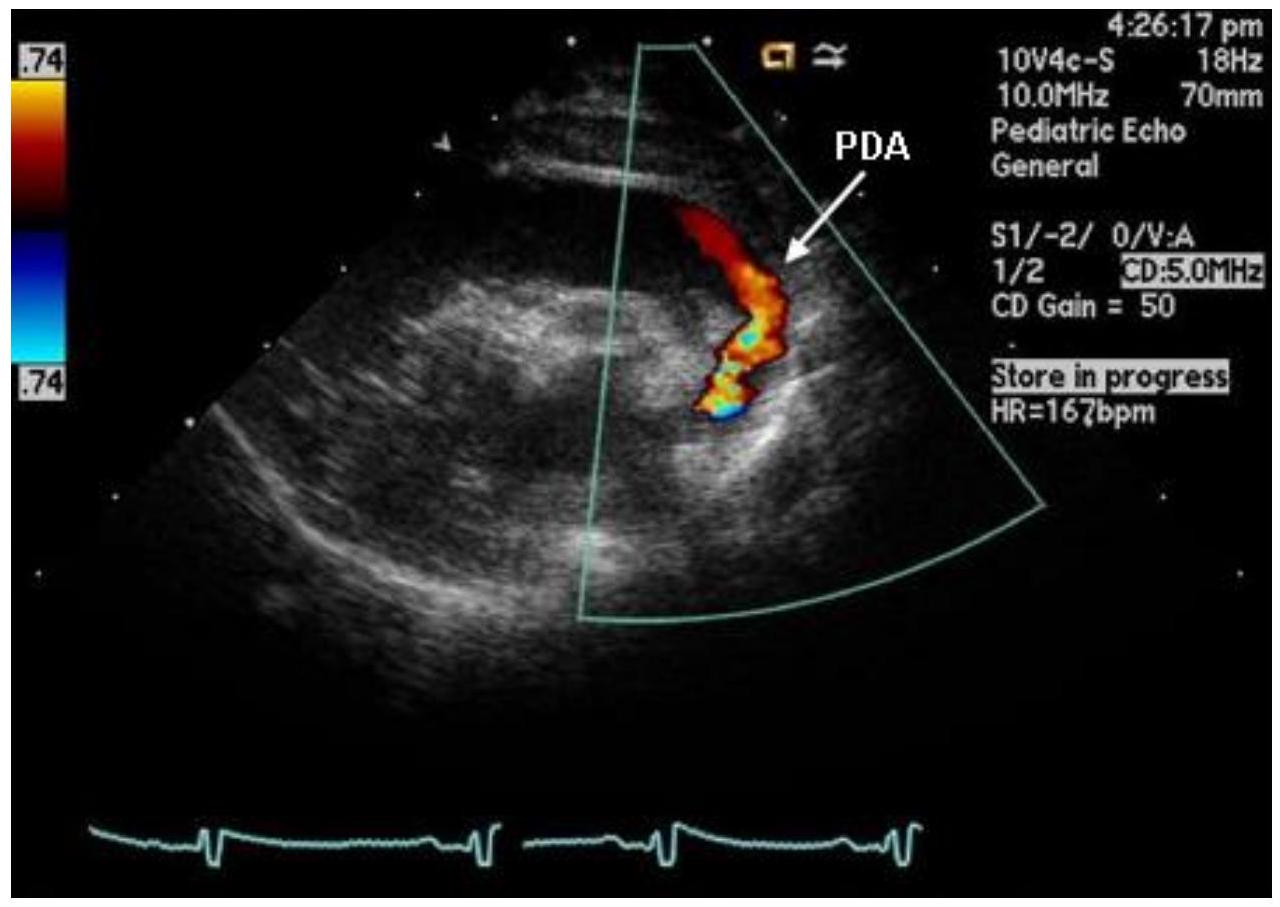 .74
.74
PDA
4:26:17 pm
10V4c-S 18Hz
10.0MHz 70mm
Pediatric Echo
General
S1/-2/ 0/V:A
1/2 CD:5.0MHz
CD Gain = 50
Store in progress
HR=167bpm